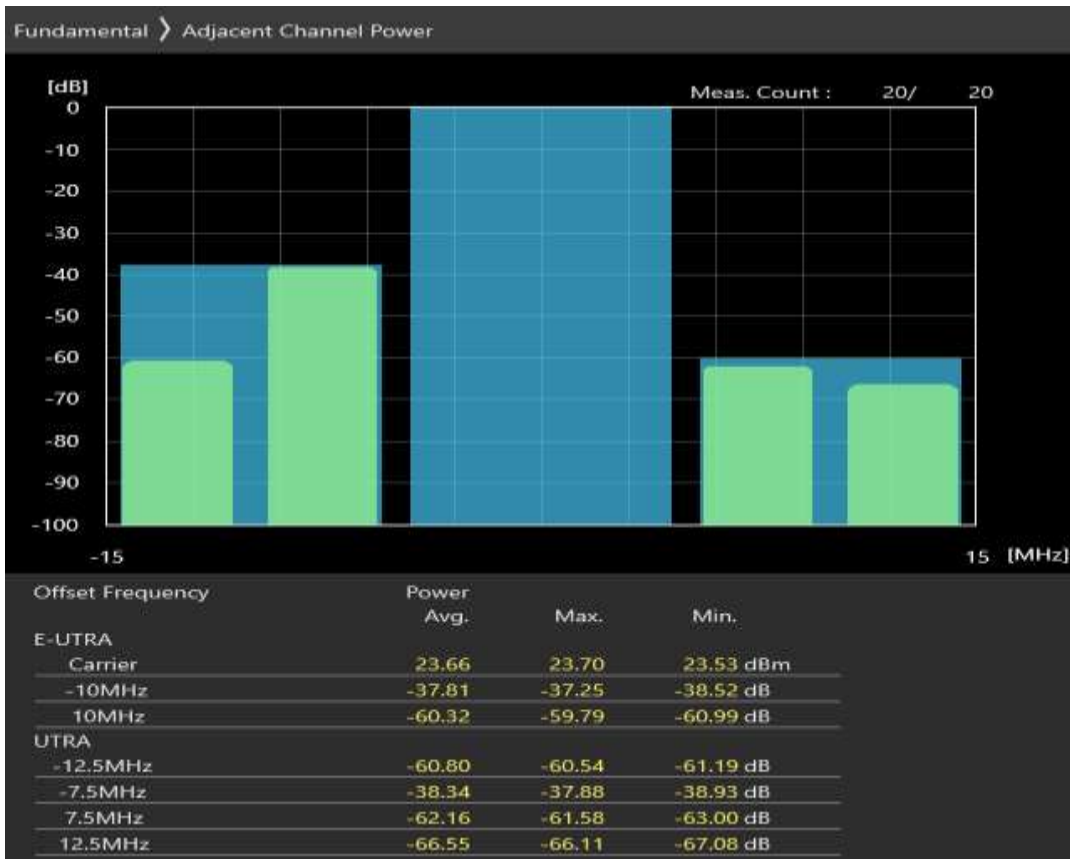 Fundamental 〉 Adjacent Channel Power
[dB]
Meas. Count : 20/ 20
0
-10
-20
-30
-40
-50
-60
-70
-80
-90
-100
-15 15 [MHz]
Offset Frequency Power
Avg. Max. Min.
E-UTRA
Carrier 23.66 23.70 23.53 dBm
-10MHz -37.81 -37.25 -38.52 dB
10MHz -60.32 -59.79 -60.99 dB
UTRA
-12.5MHz -60.80 -60.54 -61.19 dB
-7.5MHz -38.34 -37.88 -38.93 dB
7.5MHz -62.16 -61.58 -63.00 dB
12.5MHz -66.55 -66.11 -67.08 dB